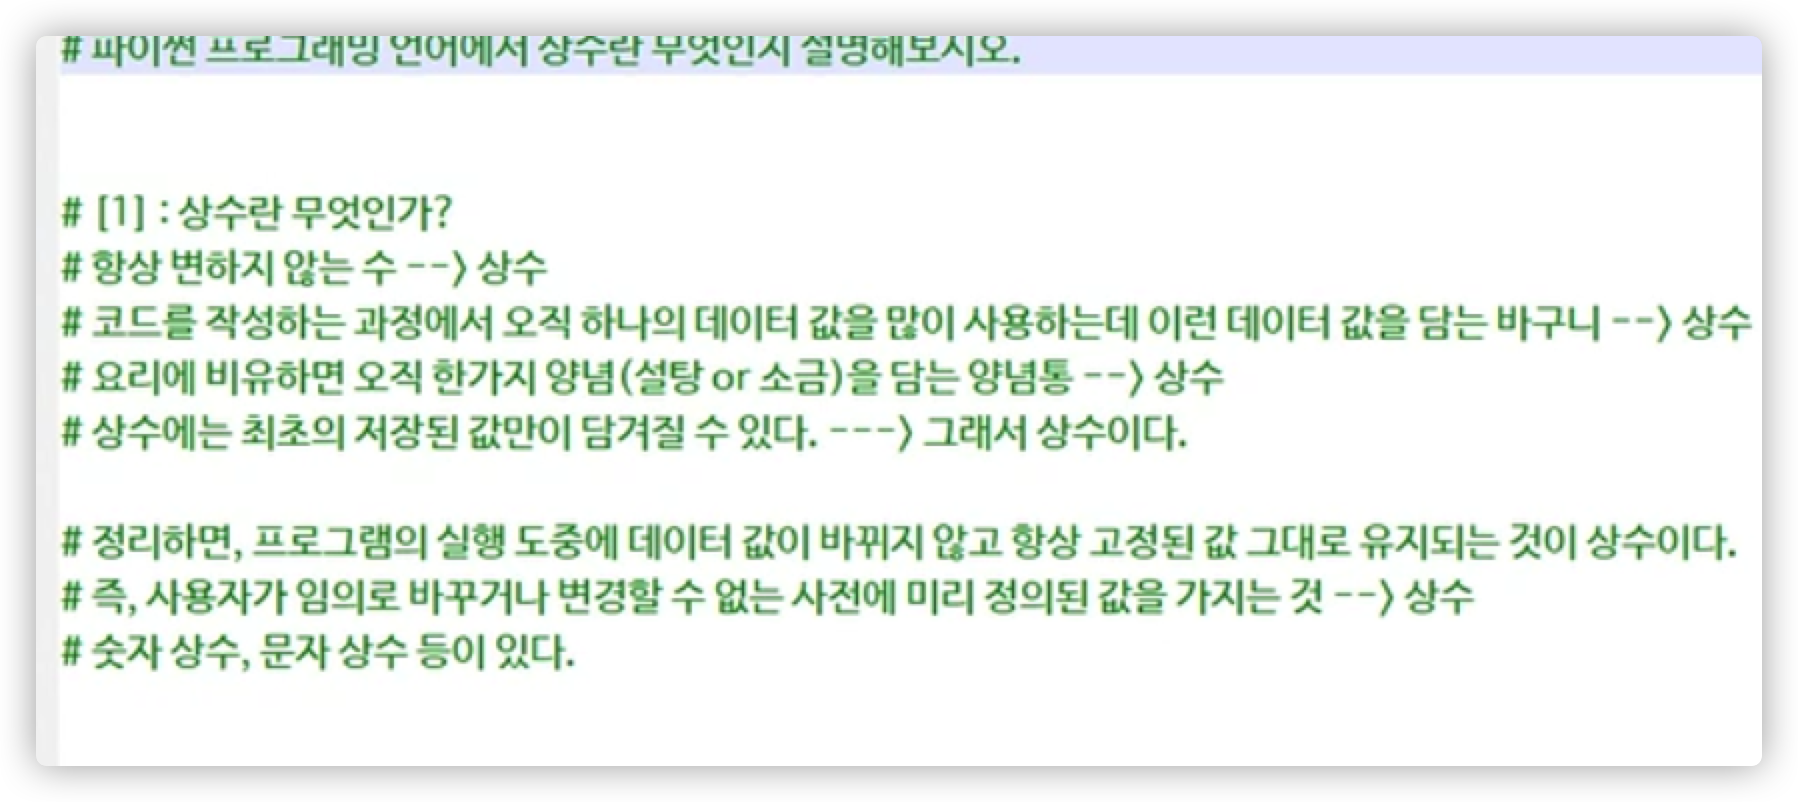 # 파이썬 프로그래밍 언어에서 상수란 무엇인지 설명해보시오.
# [1] : 상수란 무엇인가?
# 항상 변하지 않는 수 --> 상수
# 코드를 작성하는 과정에서 오직 하나의 데이터 값을 많이 사용하는데 이런 데이터 값을 담는 바구니 --> 상수
# 요리에 비유하면 오직 한가지 양념(설탕 or 소금)을 담는 양념통 --> 상수
# 상수에는 최초의 저장된 값만이 담겨질 수 있다. ---> 그래서 상수이다.
# 정리하면, 프로그램의 실행 도중에 데이터 값이 바뀌지 않고 항상 고정된 값 그대로 유지되는 것이 상수이다.
# 즉, 사용자가 임의로 바꾸거나 변경할 수 없는 사전에 미리 정의된 값을 가지는 것 --> 상수
# 숫자 상수, 문자 상수 등이 있다.